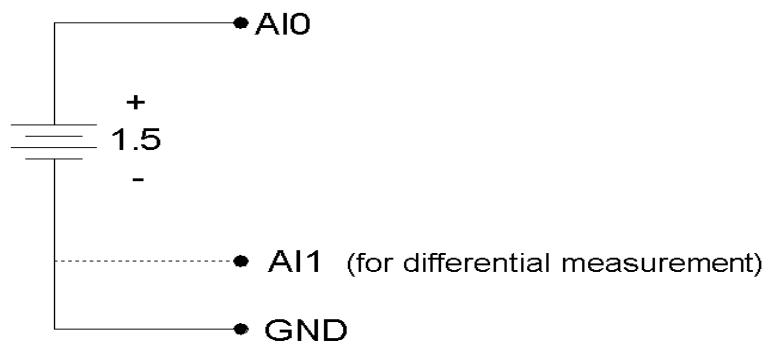 AI0
+
1.5
-
AI1 (for differential measurement)
GND